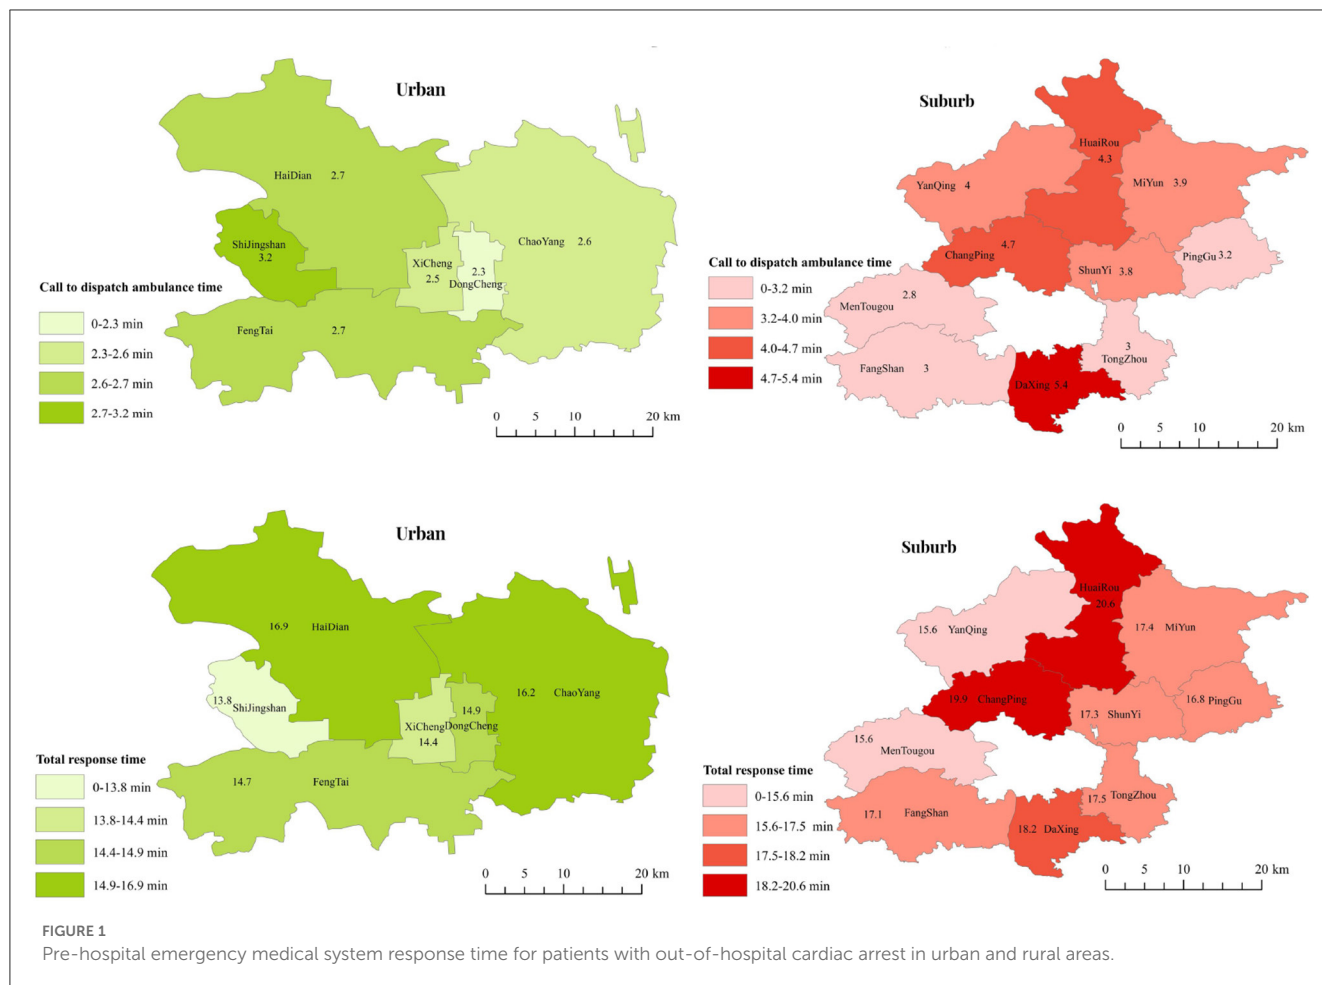 Urban
HaiDian 2.7
ShiJingshan
3.2
XiCheng
2.5
2.3
DongCheng
ChaoYang 2.6
FengTai 2.7
Call to dispatch ambulance time
0-2.3 min
2.3-2.6 min
2.6-2.7 min
2.7-3.2 min
0 5 10 15 20 km
Suburb
HuaiRou
4.3
YanQing 4
MiYun 3.9
ChangPing 4.7
ShunYi 3.8
PingGu 3.2
MenTougou 2.8
FangShan 3
DaXing 5.4
3
TongZhou
Call to dispatch ambulance time
0-3.2 min
3.2-4.0 min
4.0-4.7 min
4.7-5.4 min
0 5 10 15 20 km
Urban
16.9 HaiDian
13.8
ShiJingshan
XiCheng
14.4
14.9
DongCheng
16.2 ChaoYang
14.7 FengTai
Total response time
0-13.8 min
13.8-14.4 min
14.4-14.9 min
14.9-16.9 min
0 5 10 15 20 km
Suburb
HuaiRou
20.6
15.6 YanQing
17.4 MiYun
19.9 ChangPing
17.3 ShunYi
16.8 PingGu
15.6
MenTougou
17.1 FangShan
18.2 DaXing
17.5 TongZhou
Total response time
0-15.6 min
15.6-17.5 min
17.5-18.2 min
18.2-20.6 min
0 5 10 15 20 km
FIGURE 1
Pre-hospital emergency medical system response time for patients with out-of-hospital cardiac arrest in urban and rural areas.